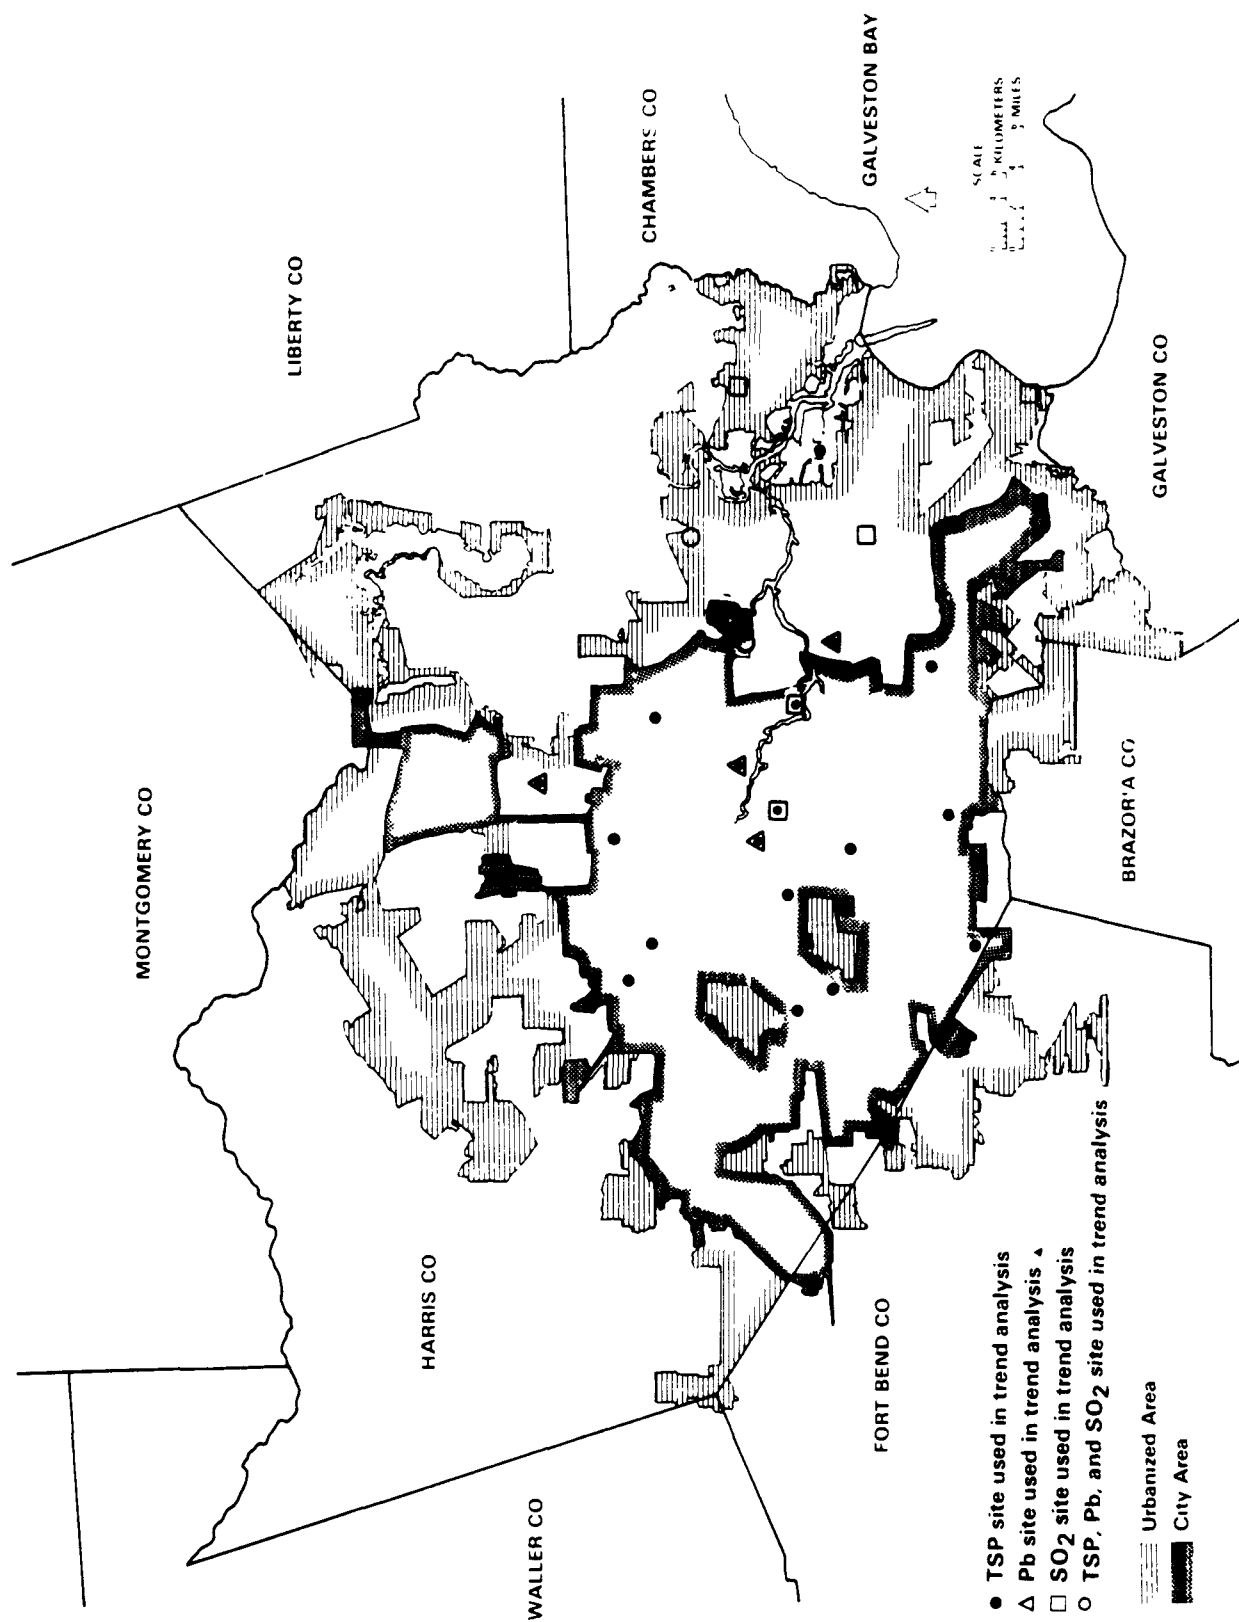 LIBERTY CO
CHAMBERS CO
GALVESTON BAY
MONTGOMERY CO
SCALE
KILOMETERS
MILES
GALVESTON CO
HARRIS CO
BRAZOR'A CO
WALLER CO
FORT BEND CO
● TSP site used in trend analysis
△ Pb site used in trend analysis ▲
□ SO2 site used in trend analysis
○ TSP, Pb, and SO2 site used in trend analysis
Urbanized Area
City Area